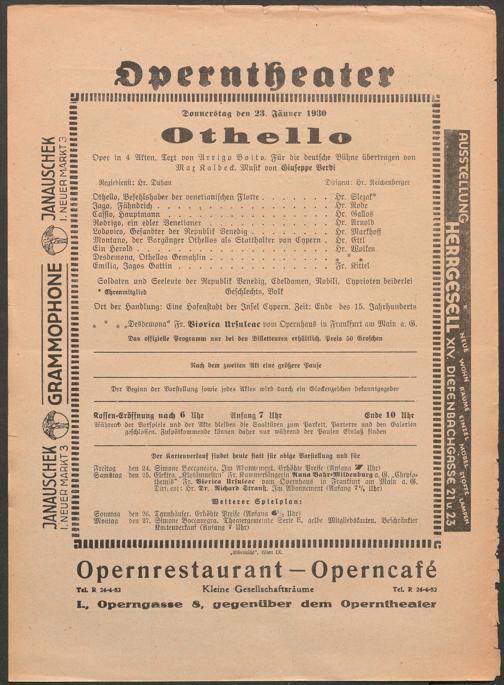 Operntheater
Donnerstag den 23. Jänner 1930
Othello
Oper in 4 Akten. Text von Arrigo Boito. Für die deutsche Bühne übertragen von
Max Kalbeck. Musik von Giuseppe Verdi
Regiedienst: Hr. Duhan Dirigent: Hr. Reichenberger
Othello, Befehlshaber der venetianischen Flotte . . . Hr. Slezak*
Jago, Fähndrich . . . Hr. Rode
Cassio, Hauptmann . . . Hr. Gallos
Rodrigo, ein edler Venetianer . . . Hr. Arnold
Lodovico, Gesandter der Republik Venedig . . . Hr. Markhoff
Montano, der Vorgänger Othellos als Statthalter von Cypern . Hr. Ettl
Ein Herold . . . Hr. Wolken
Desdemona, Othellos Gemahlin . . . * * *
Emilia, Jagos Gattin . . . Fr. Kittel
Soldaten und Seeleute der Republik Venedig, Edeldamen, Nobili, Cyprioten beiderlei
* Ehrenmitglied Geschlechts, Volk
Ort der Handlung: Eine Hafenstadt der Insel Cypern. Zeit: Ende des 15. Jahrhunderts
* * * „Desdemona" Fr. Viorica Ursuleac vom Opernhaus in Frankfurt am Main a. G.
Das offizielle Programm nur bei den Billetteuren erhältlich. Preis 50 Groschen
Nach dem zweiten Akt eine größere Pause
Der Beginn der Vorstellung sowie jedes Aktes wird durch ein Glockenzeichen bekanntgegeben
Kassen-Eröffnung nach 6 Uhr Anfang 7 Uhr Ende 10 Uhr
Während der Vorspiele und der Akte bleiben die Saaltüren zum Parkett, Parterre und den Galerien
geschlossen. Zuspätkommende können daher nur während der Pausen Einlaß finden
Der Kartenverkauf findet heute statt für obige Vorstellung und für
Freitag den 24. Simone Boccanegra. Im Abonnement. Erhöhte Preise (Anfang 7 Uhr)
Samstag den 25. Elektra. „Klytämnestra" Fr. Kammersängerin Anna Bahr-Mildenburg a. G. „Chryso-
themis" Fr. Viorica Ursuleac vom Opernhaus in Frankfurt am Main a. G.
Dirigent: Hr. Dr. Richard Strauß. Im Abonnement (Anfang 7½ Uhr)
Weiterer Spielplan:
Sonntag den 26. Tannhäuser. Erhöhte Preise (Anfang 6½ Uhr)
Montag den 27. Simone Boccanegra. Theatergemeinde Serie E, gelbe Mitgliedskarten. Beschränkter
Kartenverkauf (Anfang 7 Uhr)
Wien IX.
Opernrestaurant – Operncafé
Tel. R 26-4-52 Kleine Gesellschaftsräume Tel. R 26-4-52
I., Operngasse 8, gegenüber dem Operntheater
JANAUSCHEK
I. NEUER MARKT 3
GRAMMOPHONE
JANAUSCHEK
I. NEUER MARKT 3
AUSSTELLUNG
HERRGESELL XIV. DIEFENBACHGASSE 21 u. 23
NEUE WOHNRÄUME EINZELMÖBEL STOFFE LAMPEN